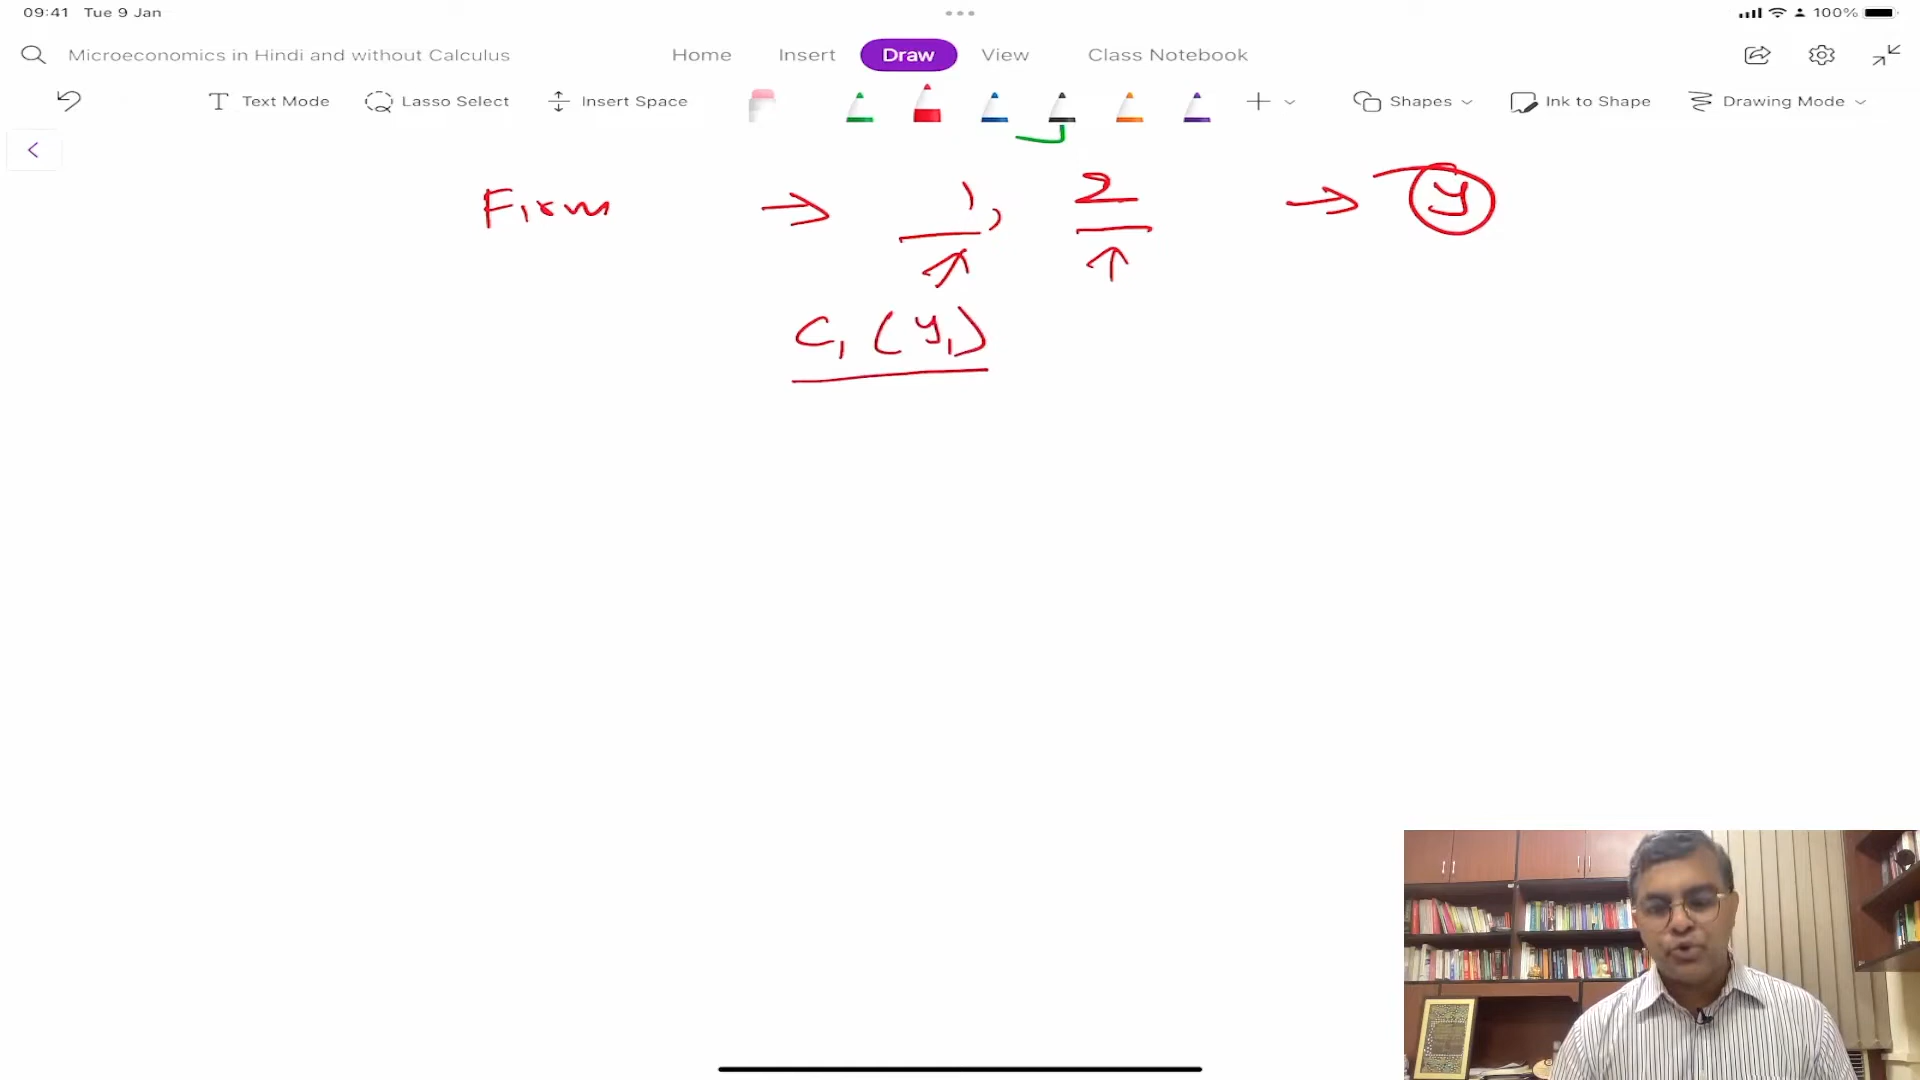 09:41 Tue 9 Jan 100%
Microeconomics in Hindi and without Calculus Home Insert Draw View Class Notebook
Text Mode Lasso Select Insert Space Shapes Ink to Shape Drawing Mode
Firm → 1, 2 → y
↑ ↑
C₁ (y₁)